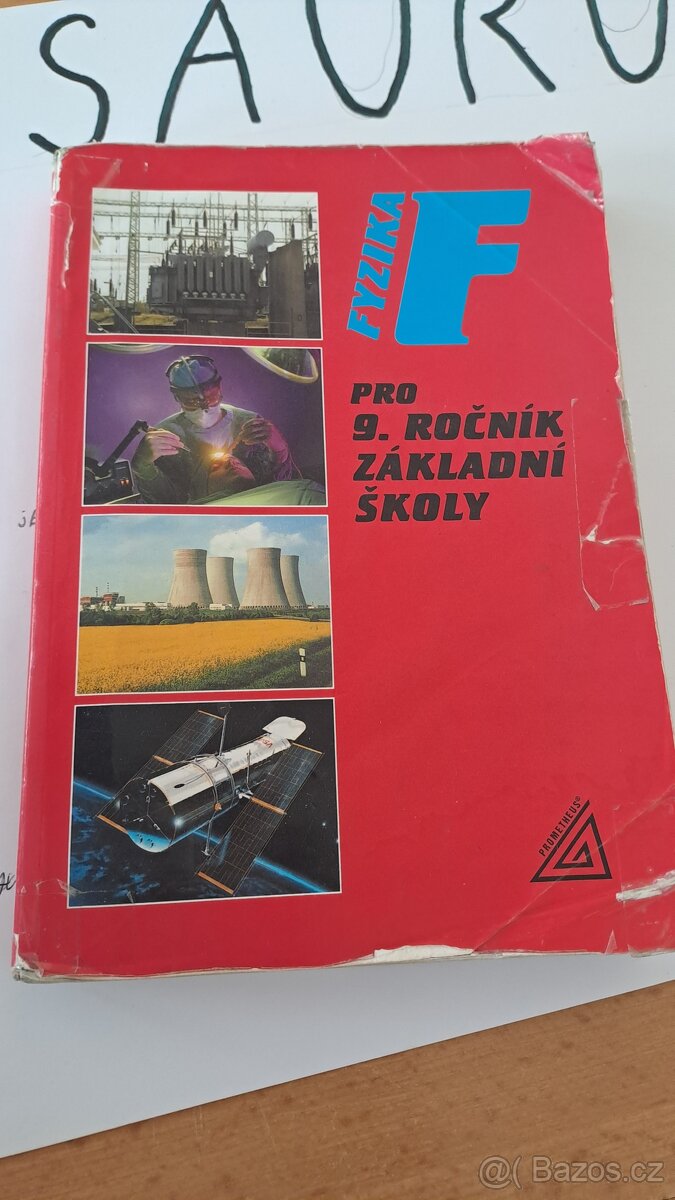 SAURU
FYZIKA
F
PRO
9. ROČNÍK
ZÁKLADNÍ
ŠKOLY
PROMETHEUS®
@ Bazos.cz